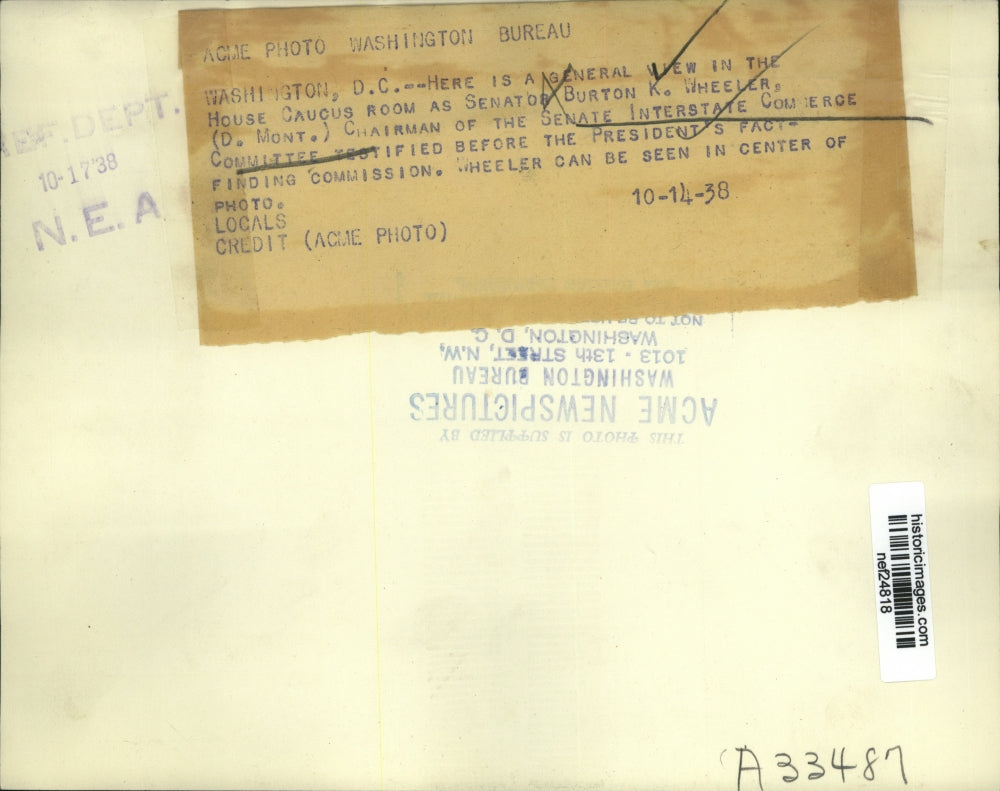 ACME PHOTO WASHINGTON BUREAU
WASHINGTON, D.C.--HERE IS A GENERAL VIEW IN THE
HOUSE CAUCUS ROOM AS SENATOR BURTON K. WHEELER,
(D. MONT.) CHAIRMAN OF THE SENATE INTERSTATE COMMERCE
COMMITTEE TESTIFIED BEFORE THE PRESIDENT'S FACT-
FINDING COMMISSION. WHEELER CAN BE SEEN IN CENTER OF
PHOTO.
10-14-38
LOCALS
CREDIT (ACME PHOTO)
REF. DEPT.
10-17'38
N.E.A
THIS PHOTO IS SUPPLIED BY
ACME NEWSPICTURES
WASHINGTON BUREAU
1013 - 13th STREET, N.W,
WASHINGTON, D. C.
NOT TO BE
historicimages.com
nef24818
A33487